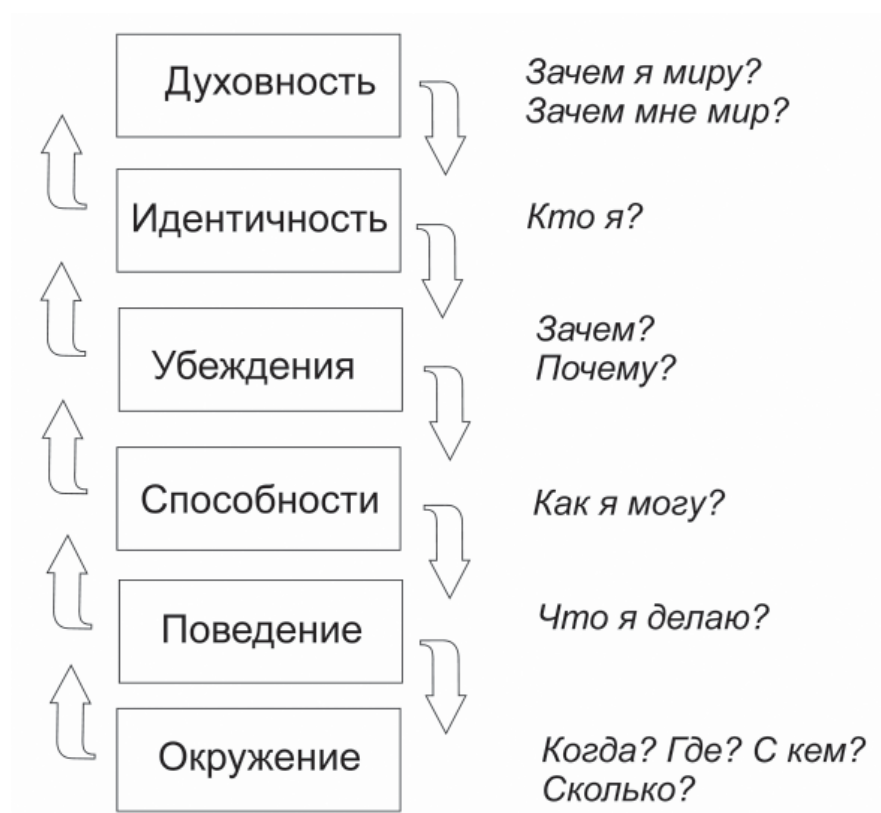 Духовность
Зачем я миру?
Зачем мне мир?
Идентичность
Кто я?
Убеждения
Зачем?
Почему?
Способности
Как я могу?
Поведение
Что я делаю?
Окружение
Когда? Где? С кем?
Сколько?